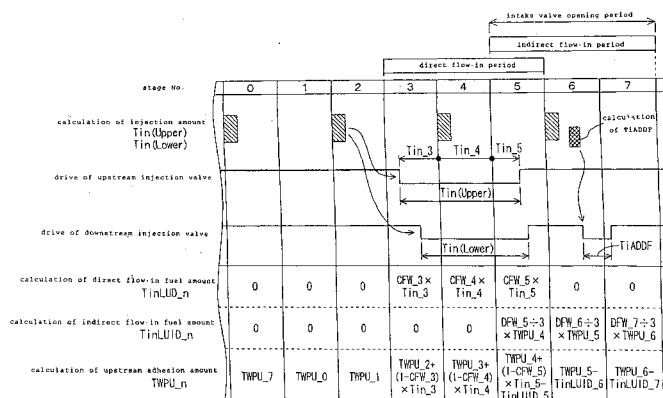 intake valve opening period
indirect flow-in period
direct flow-in period
stage No. 0 1 2 3 4 5 6 7
calculation of injection amount
Tin(Upper)
Tin(Lower)
calculation
of TiADDF
Tin_3 Tin_4 Tin_5
drive of upstream injection valve
Tin(Upper)
drive of downstream injection valve
Tin(Lower)
TiADDF
calculation of direct flow-in fuel amount
TinLUD_n
0 0 0 CFW_3× CFW_4× CFW_5× 0 0
Tin_3 Tin_4 Tin_5
calculation of indirect flow-in fuel amount
TinLUID_n
0 0 0 0 0 DFW_5÷3 DFW_6÷3 DFW_7÷3
×TWPU_4 ×TWPU_5 ×TWPU_6
calculation of upstream adhesion amount
TWPU_n
TWPU_7 TWPU_0 TWPU_1
TWPU_2+
(1-CFW_3)
×Tin_3
TWPU_3+
(1-CFW_4)
×Tin_4
TWPU_4+
(1-CFW_5)
×Tin_5-
TinLUID_5
TWPU_5-
TinLUID_6
TWPU_6-
TinLUID_7